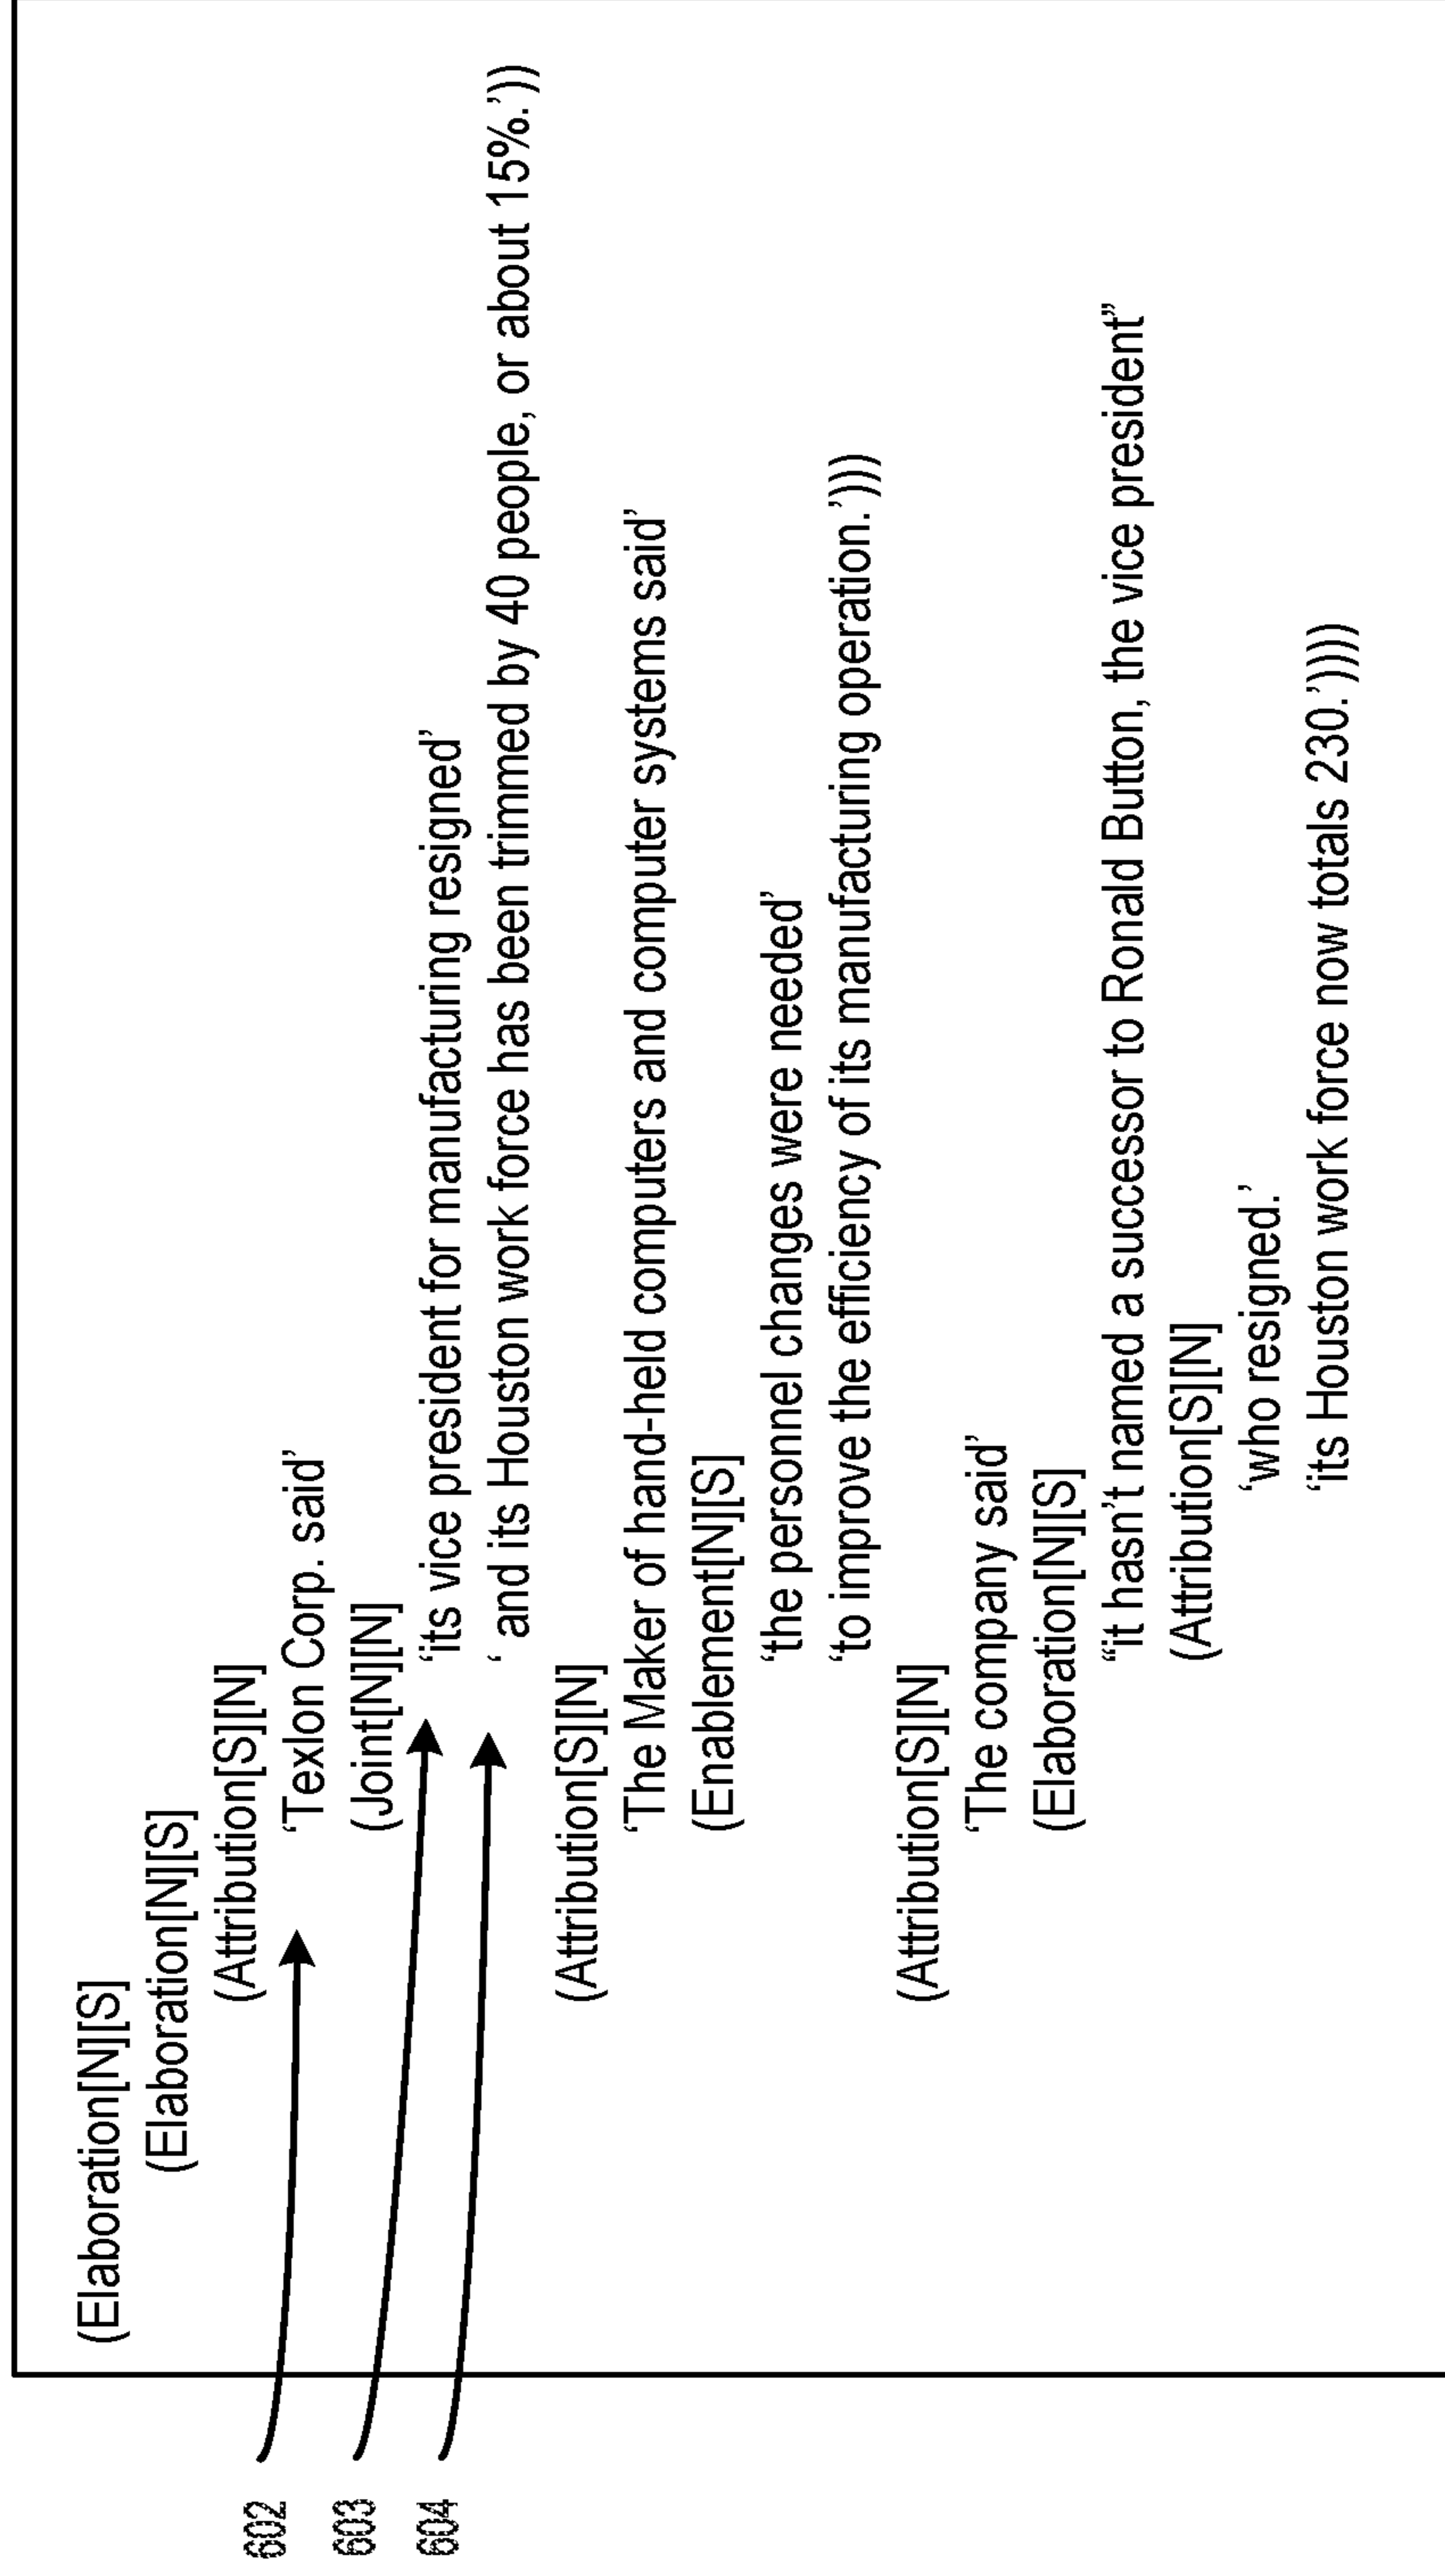 (Elaboration[N][S]
(Elaboration[N][S]
(Attribution[S][N]
602 ‘Texlon Corp. said’
(Joint[N][N]
603 ‘its vice president for manufacturing resigned’
604 ‘ and its Houston work force has been trimmed by 40 people, or about 15%.’))
(Attribution[S][N]
‘The Maker of hand-held computers and computer systems said’
(Enablement[N][S]
‘the personnel changes were needed’
‘to improve the efficiency of its manufacturing operation.’)))
(Attribution[S][N]
‘The company said’
(Elaboration[N][S]
“it hasn’t named a successor to Ronald Button, the vice president”
(Attribution[S][N]
‘who resigned.’
‘its Houston work force now totals 230.’))))